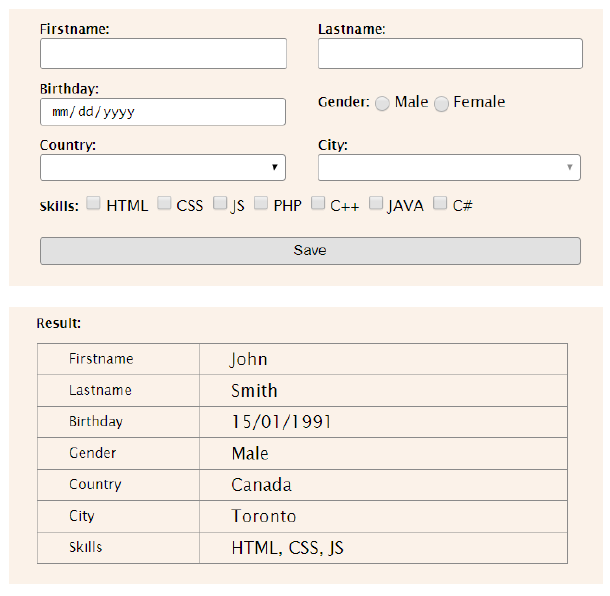 Firstname: Lastname:
Birthday:
mm/dd/yyyy
Gender: Male Female
Country: City:
Skills: HTML CSS JS PHP C++ JAVA C#
Save
Result:
Firstname John
Lastname Smith
Birthday 15/01/1991
Gender Male
Country Canada
City Toronto
Skills HTML, CSS, JS